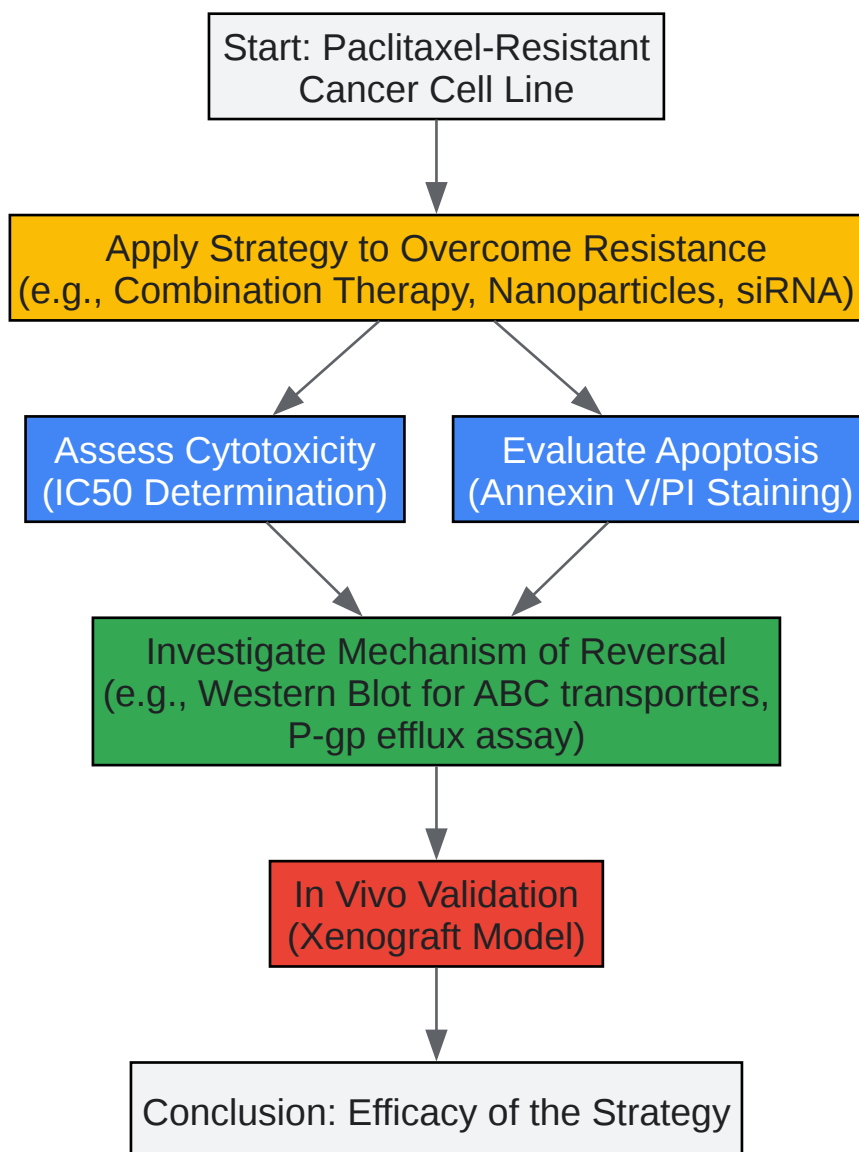 Start: Paclitaxel-Resistant
Cancer Cell Line
Apply Strategy to Overcome Resistance
(e.g., Combination Therapy, Nanoparticles, siRNA)
Assess Cytotoxicity
(IC50 Determination)
Evaluate Apoptosis
(Annexin V/PI Staining)
Investigate Mechanism of Reversal
(e.g., Western Blot for ABC transporters,
P-gp efflux assay)
In Vivo Validation
(Xenograft Model)
Conclusion: Efficacy of the Strategy